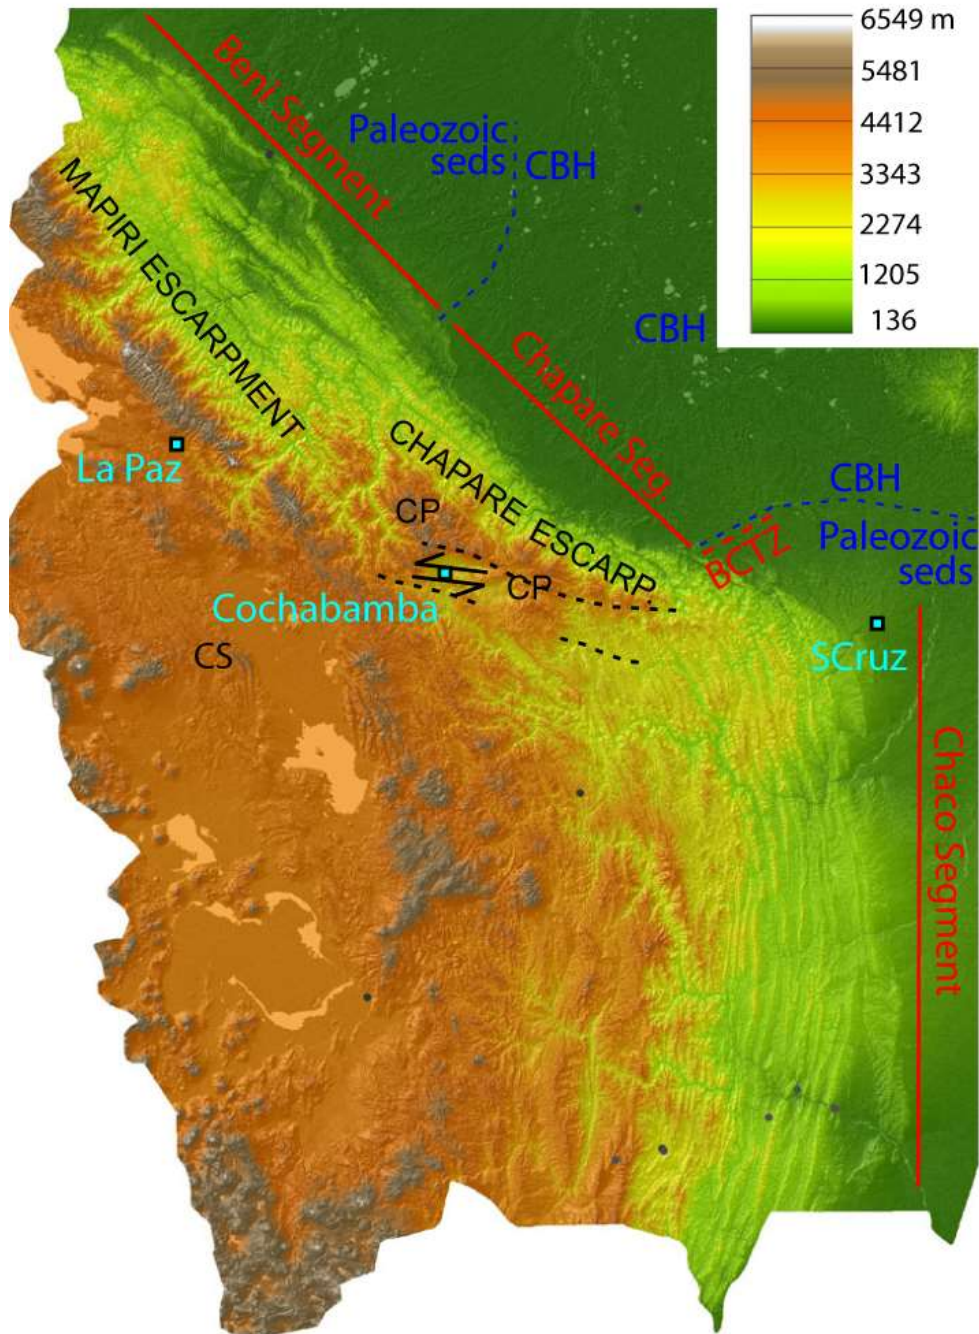 6549 m
5481
4412
3343
2274
1205
136
Beni Segment
Paleozoic
seds
CBH
MAPIRI ESCARPMENT
CBH
Chapare Seg.
CHAPARE ESCARP.
La Paz
CP
CBH
BCTZ
Paleozoic
seds
CP
Cochabamba
CS
SCruz
Chaco Segment